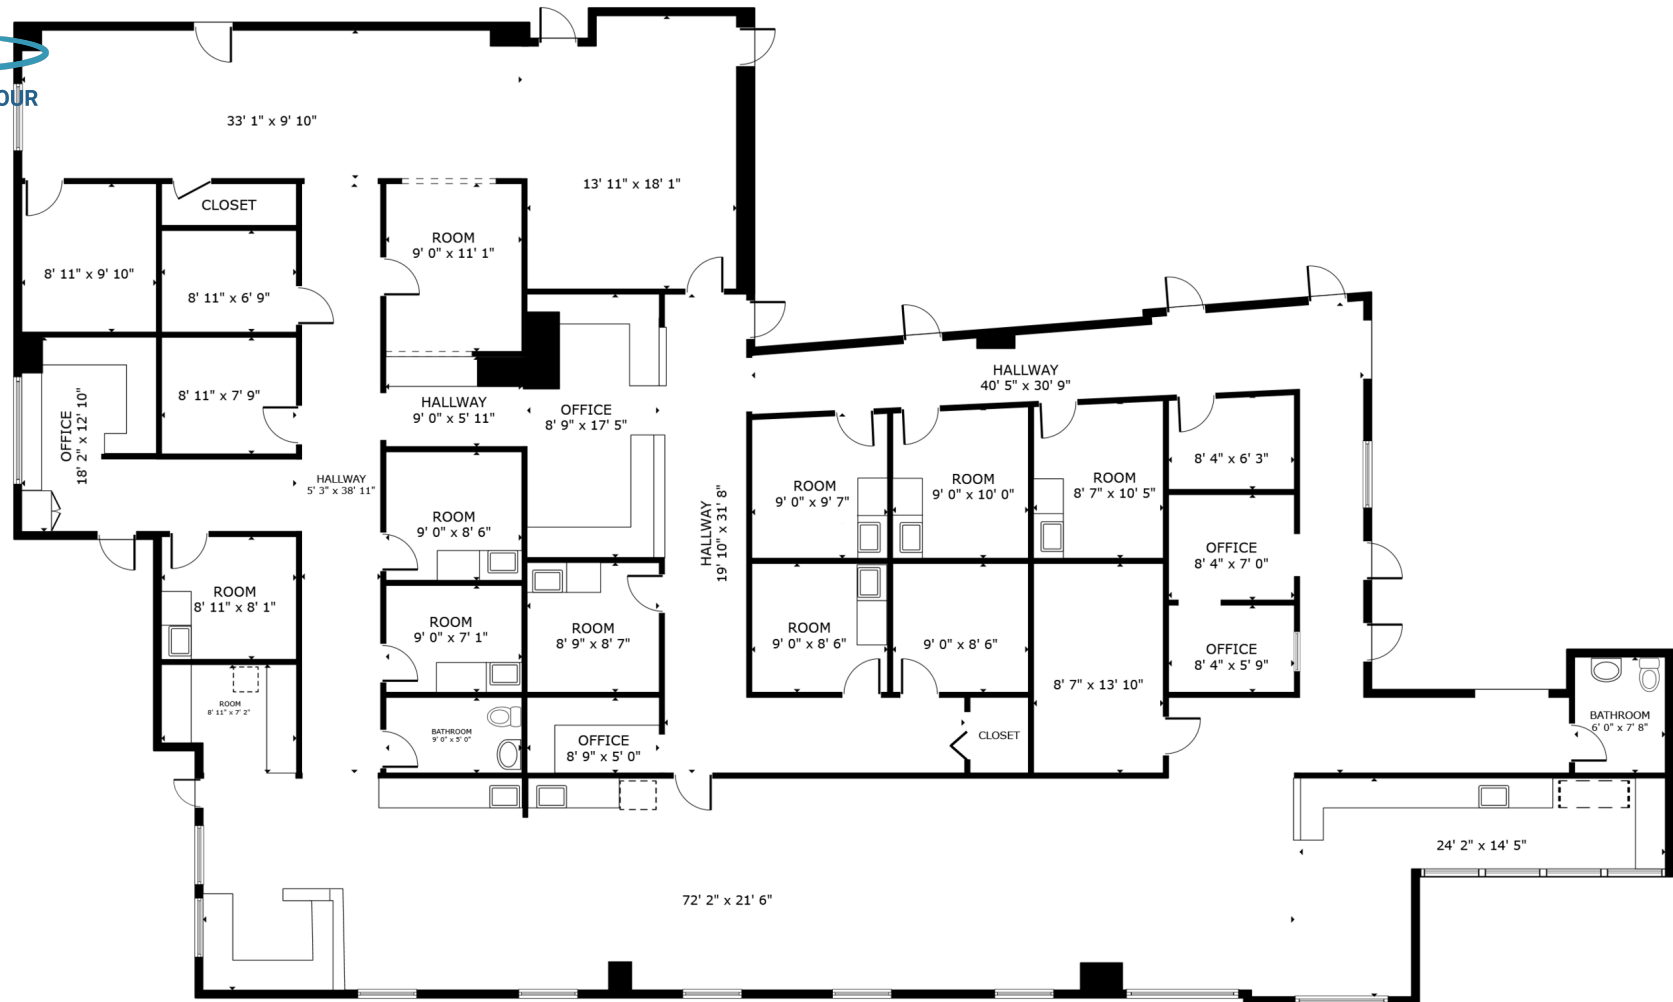 OUR
33' 1" x 9' 10"
13' 11" x 18' 1"
CLOSET
ROOM
9' 0" x 11' 1"
8' 11" x 9' 10"
8' 11" x 6' 9"
8' 11" x 7' 9"
OFFICE
18' 2" x 12' 10"
HALLWAY
9' 0" x 5' 11"
OFFICE
8' 9" x 17' 5"
HALLWAY
40' 5" x 30' 9"
HALLWAY
5' 3" x 38' 11"
ROOM
9' 0" x 8' 6"
HALLWAY
19' 10" x 31' 8"
ROOM
9' 0" x 9' 7"
ROOM
9' 0" x 10' 0"
ROOM
8' 7" x 10' 5"
8' 4" x 6' 3"
OFFICE
8' 4" x 7' 0"
ROOM
8' 11" x 8' 1"
ROOM
9' 0" x 7' 1"
ROOM
8' 9" x 8' 7"
ROOM
9' 0" x 8' 6"
9' 0" x 8' 6"
OFFICE
8' 4" x 5' 9"
8' 7" x 13' 10"
ROOM
8' 11" x 7' 2"
BATHROOM
9' 0" x 5' 0"
OFFICE
8' 9" x 5' 0"
CLOSET
BATHROOM
6' 0" x 7' 8"
24' 2" x 14' 5"
72' 2" x 21' 6"